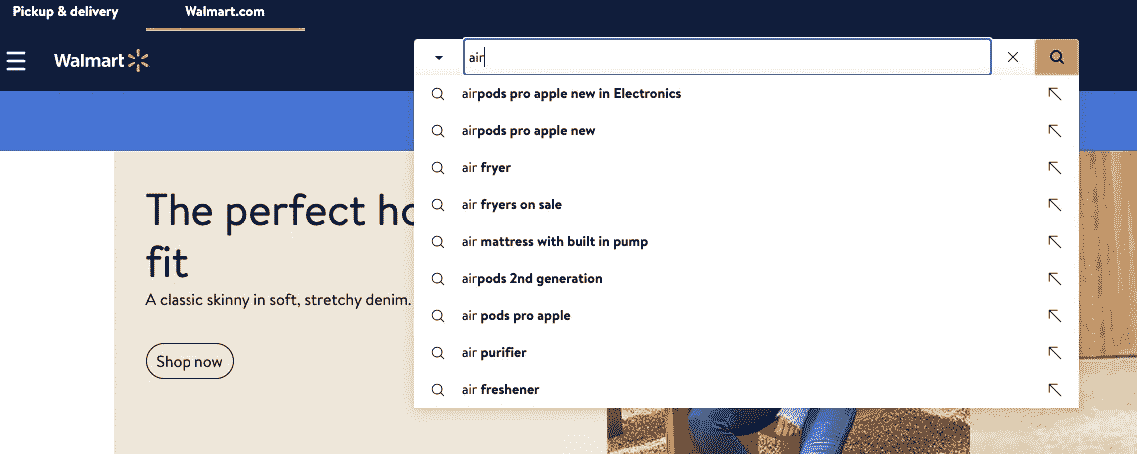 Pickup & delivery Walmart.com
Walmart
air
airpods pro apple new in Electronics
airpods pro apple new
air fryer
air fryers on sale
air mattress with built in pump
airpods 2nd generation
air pods pro apple
air purifier
air freshener
The perfect ho
fit
A classic skinny in soft, stretchy denim.
Shop now